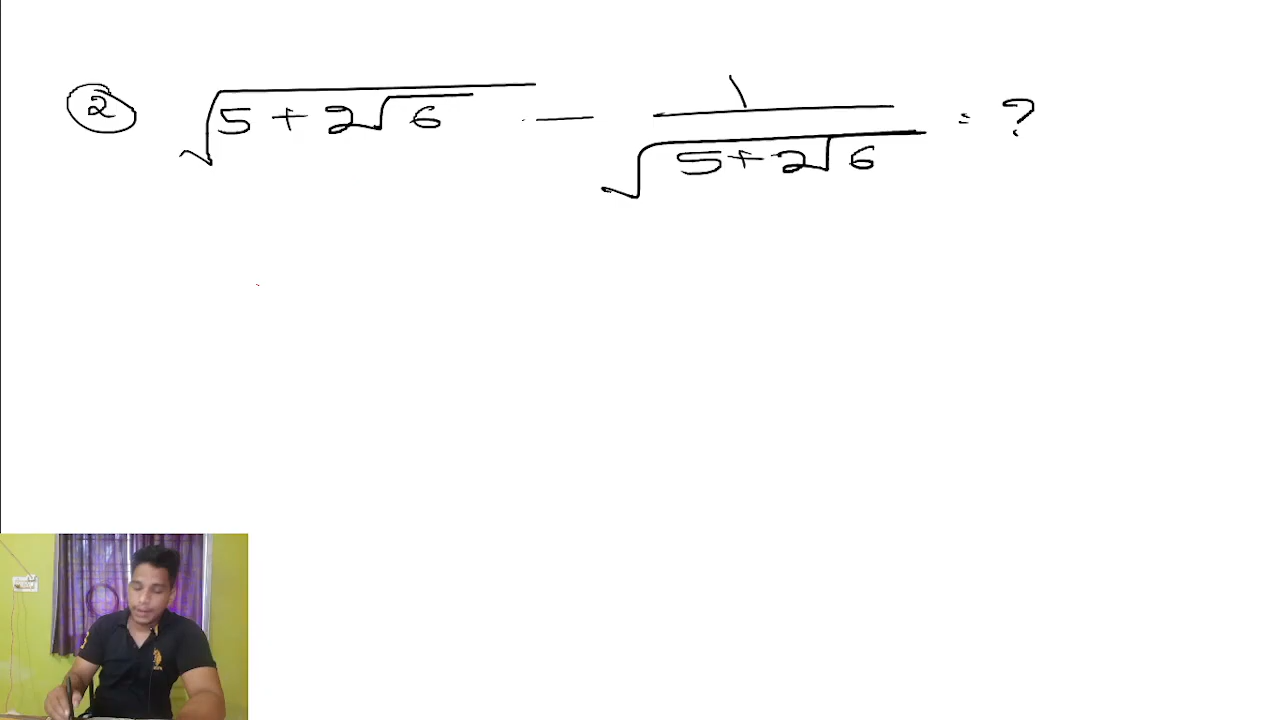 ② √(5 + 2√6) — 1/√(5 + 2√6) = ?